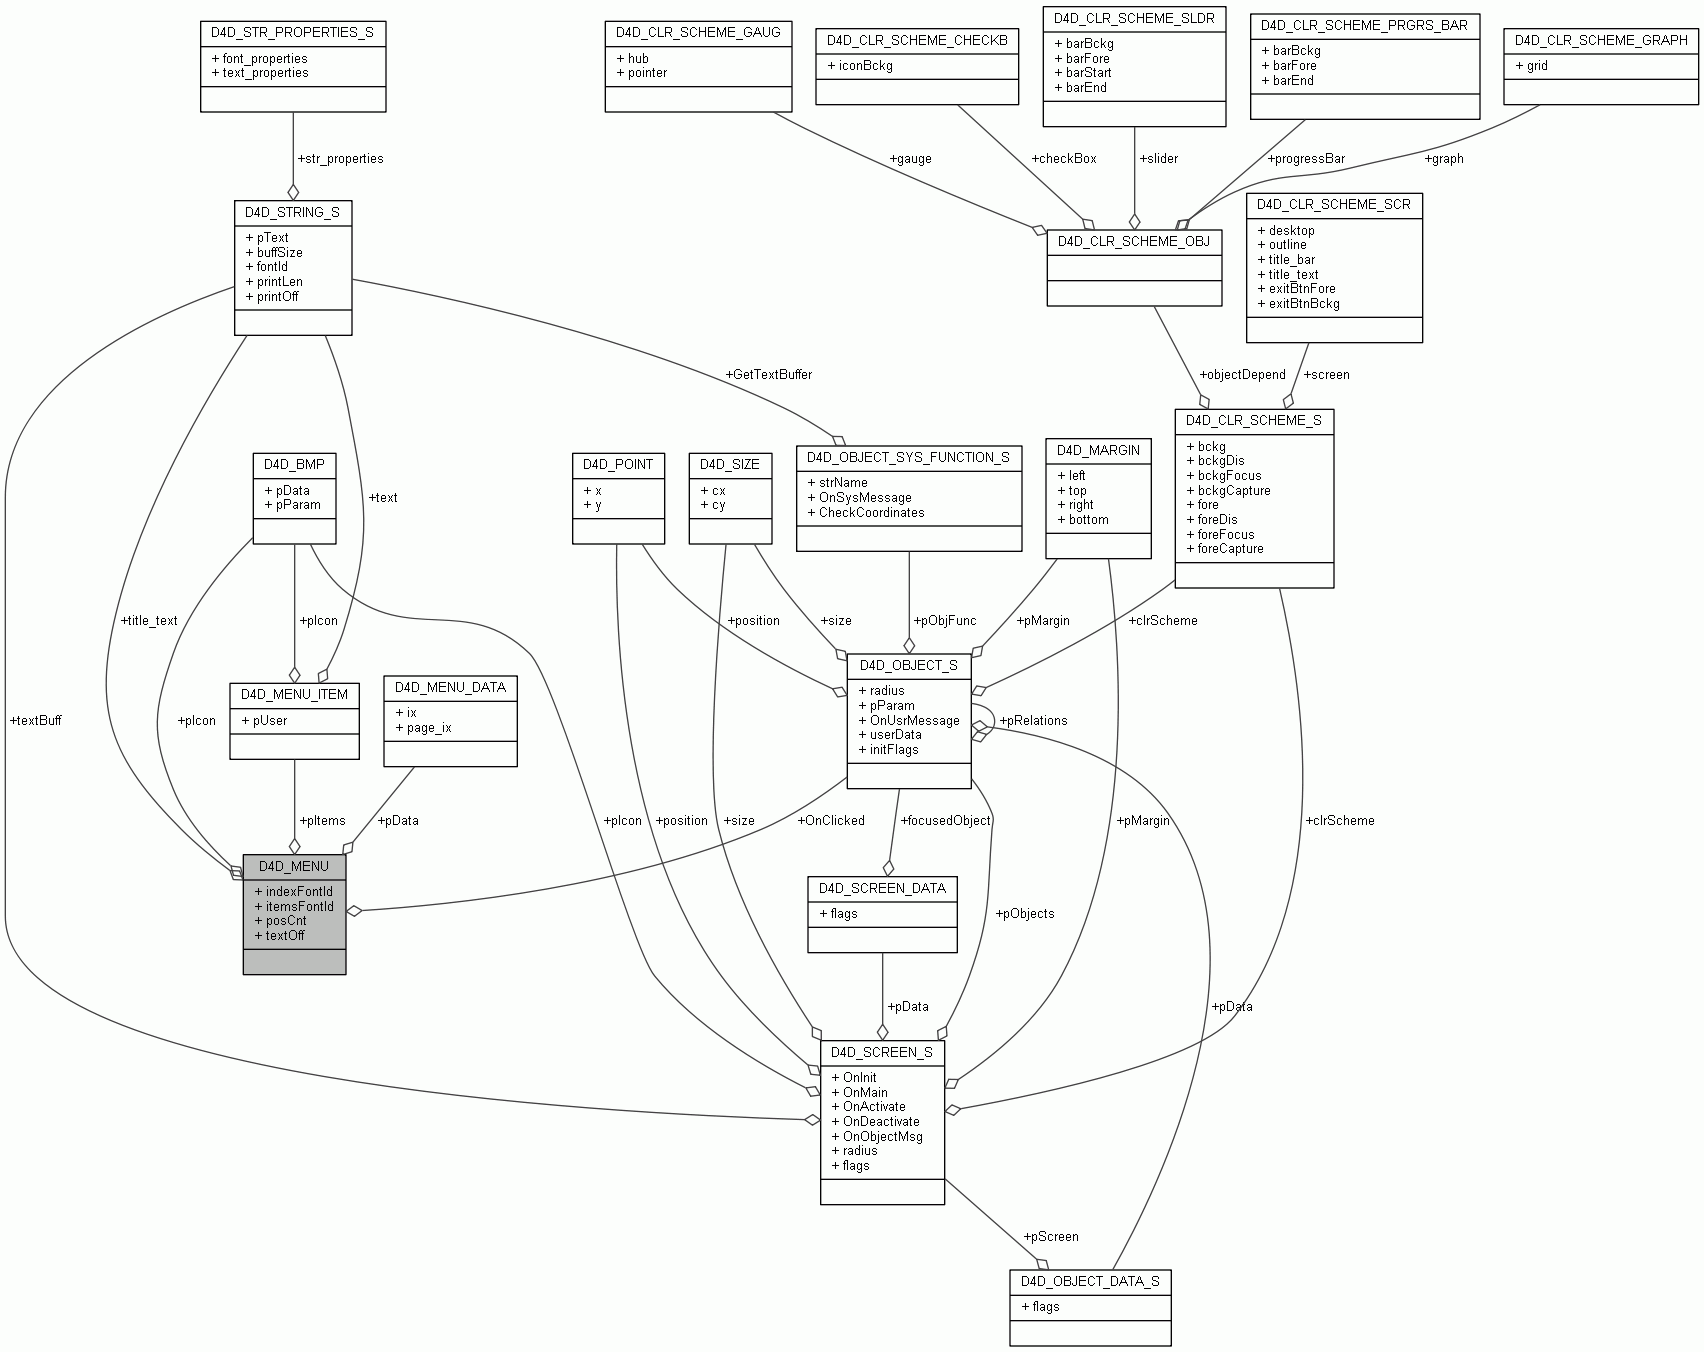 D4D_STR_PROPERTIES_S
+ font_properties
+ text_properties
D4D_CLR_SCHEME_GAUG
+ hub
+ pointer
D4D_CLR_SCHEME_CHECKB
+ iconBckg
D4D_CLR_SCHEME_SLDR
+ barBckg
+ barFore
+ barStart
+ barEnd
D4D_CLR_SCHEME_PRGRS_BAR
+ barBckg
+ barFore
+ barEnd
D4D_CLR_SCHEME_GRAPH
+ grid
+str_properties
+gauge
+checkBox
+slider
+progressBar
+graph
D4D_STRING_S
+ pText
+ buffSize
+ fontId
+ printLen
+ printOff
D4D_CLR_SCHEME_OBJ
D4D_CLR_SCHEME_SCR
+ desktop
+ outline
+ title_bar
+ title_text
+ exitBtnFore
+ exitBtnBckg
+GetTextBuffer
+objectDepend
+screen
D4D_BMP
+ pData
+ pParam
+text
D4D_POINT
+ x
+ y
D4D_SIZE
+ cx
+ cy
D4D_OBJECT_SYS_FUNCTION_S
+ strName
+ OnSysMessage
+ CheckCoordinates
D4D_MARGIN
+ left
+ top
+ right
+ bottom
D4D_CLR_SCHEME_S
+ bckg
+ bckgDis
+ bckgFocus
+ bckgCapture
+ fore
+ foreDis
+ foreFocus
+ foreCapture
+title_text
+pIcon
+position
+size
+pObjFunc
+pMargin
+clrScheme
+textBuff
+pIcon
D4D_MENU_ITEM
+ pUser
D4D_MENU_DATA
+ ix
+ page_ix
D4D_OBJECT_S
+ radius
+ pParam
+ OnUsrMessage
+ userData
+ initFlags
+pRelations
+pItems
+pData
+pIcon
+position
+size
+OnClicked
+focusedObject
+pMargin
+clrScheme
D4D_MENU
+ indexFontId
+ itemsFontId
+ posCnt
+ textOff
D4D_SCREEN_DATA
+ flags
+pObjects
+pData
+pData
D4D_SCREEN_S
+ OnInit
+ OnMain
+ OnActivate
+ OnDeactivate
+ OnObjectMsg
+ radius
+ flags
+pScreen
D4D_OBJECT_DATA_S
+ flags